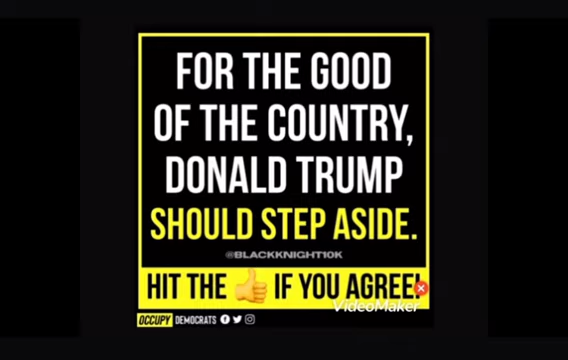 FOR THE GOOD
OF THE COUNTRY,
DONALD TRUMP
SHOULD STEP ASIDE.
@BLACKKNIGHT10K
HIT THE 👍 IF YOU AGREE!
VideoMaker
OCCUPY DEMOCRATS